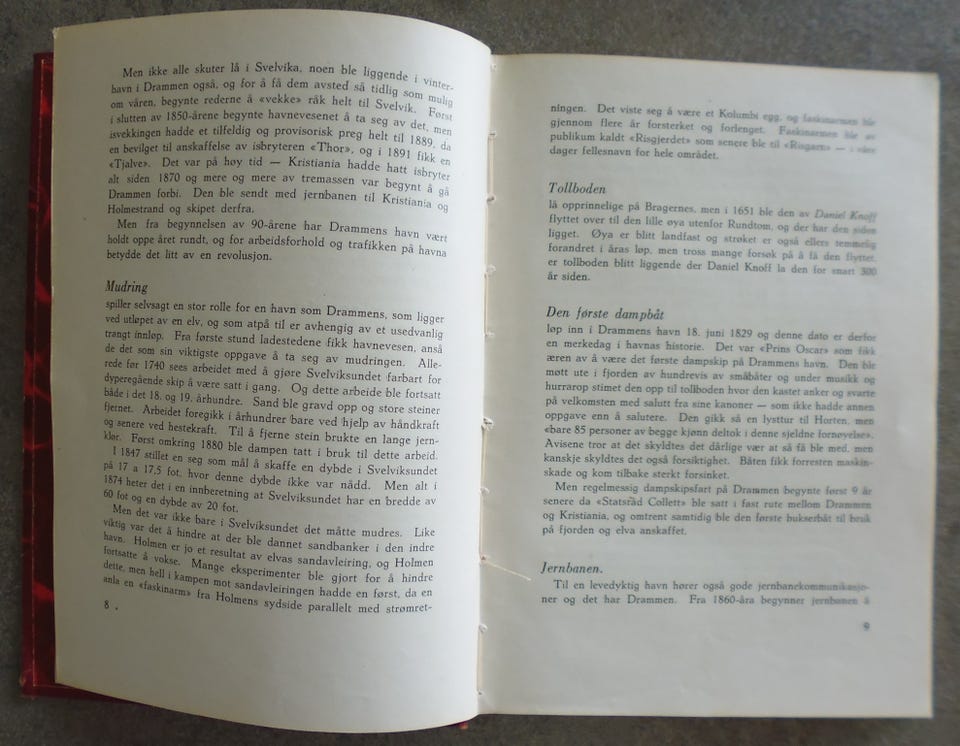 Men ikke alle skuter lå i Svelvika, noen ble liggende i vinter-
havn i Drammen også, og for å få dem avsted så tidlig som mulig
om våren, begynte rederne å «vekke» råk helt til Svelvik. Først
i slutten av 1850-årene begynte havnevesenet å ta seg av det, men
isvekkingen hadde et tilfeldig og provisorisk preg helt til 1889, da
en bevilget til anskaffelse av isbryteren «Thor», og i 1891 fikk en
«Tjalve». Det var på høy tid — Kristiania hadde hatt isbryter
alt siden 1870 og mere og mere av tremassen var begynt å gå
Drammen forbi. Den ble sendt med jernbanen til Kristiania og
Holmestrand og skipet derfra.
Men fra begynnelsen av 90-årene har Drammens havn vært
holdt oppe året rundt, og for arbeidsforhold og trafikken på havna
betydde det litt av en revolusjon.
Mudring
spiller selvsagt en stor rolle for en havn som Drammens, som ligger
ved utløpet av en elv, og som atpå til er avhengig av et usedvanlig
trangt innløp. Fra første stund ladestedene fikk havnevesen, anså
de det som sin viktigste oppgave å ta seg av mudringen. Alle-
rede før 1740 sees arbeidet med å gjøre Svelviksundet farbart for
dyperegående skip å være satt i gang. Og dette arbeide ble fortsatt
både i det 18. og 19. århundre. Sand ble gravd opp og store steiner
fjernet. Arbeidet foregikk i århundrer bare ved hjelp av håndkraft
og senere ved hestekraft. Til å fjerne stein brukte en lange jern-
klør. Først omkring 1880 ble dampen tatt i bruk til dette arbeid.
I 1847 stillet en seg som mål å skaffe en dybde i Svelviksundet
på 17 a 17,5 fot, hvor denne dybde ikke var nådd. Men alt i
1874 heter det i en innberetning at Svelviksundet har en bredde av
60 fot og en dybde av 20 fot.
Men det var ikke bare i Svelviksundet det måtte mudres. Like
viktig var det å hindre at der ble dannet sandbanker i den indre
havn. Holmen er jo et resultat av elvas sandavleiring, og Holmen
fortsatte å vokse. Mange eksperimenter ble gjort for å hindre
dette, men hell i kampen mot sandavleiringen hadde en først, da en
anla en «faskinarm» fra Holmens sydside parallelt med strømret-
8
ningen. Det viste seg å være et Kolumbi egg, og faskinarmen ble
gjennom flere år forsterket og forlenget. Faskinarmen ble av
publikum kaldt «Risgjerdet» som senere ble til «Risgarn» — i våre
dager fellesnavn for hele området.
Tollboden
lå opprinnelige på Bragernes, men i 1651 ble den av Daniel Knoff
flyttet over til den lille øya utenfor Rundtom, og der har den siden
ligget. Øya er blitt landfast og strøket er også ellers temmelig
forandret i åras løp, men tross mange forsøk på å få den flyttet,
er tollboden blitt liggende der Daniel Knoff la den for snart 300
år siden.
Den første dampbåt
løp inn i Drammens havn 18. juni 1829 og denne dato er derfor
en merkedag i havnas historie. Det var «Prins Oscar» som fikk
æren av å være det første dampskip på Drammens havn. Den ble
møtt ute i fjorden av hundrevis av småbåter og under musikk og
hurrarop stimet den opp til tollboden hvor den kastet anker og svarte
på velkomsten med salutt fra sine kanoner — som ikke hadde annen
oppgave enn å salutere. Den gikk så en lysttur til Horten, men
«bare 85 personer av begge kjønn deltok i denne sjeldne fornøyelse».
Avisene tror at det skyldtes det dårlige vær at så få ble med, men
kanskje skyldtes det også forsiktighet. Båten fikk forresten maskin-
skade og kom tilbake sterkt forsinket.
Men regelmessig dampskipsfart på Drammen begynte først 9 år
senere da «Statsråd Collett» ble satt i fast rute mellom Drammen
og Kristiania, og omtrent samtidig ble den første bukserbåt til bruk
på fjorden og elva anskaffet.
Jernbanen.
Til en levedyktig havn hører også gode jernbanekommunikasjo-
ner og det har Drammen. Fra 1860-åra begynner jernbanen å
9